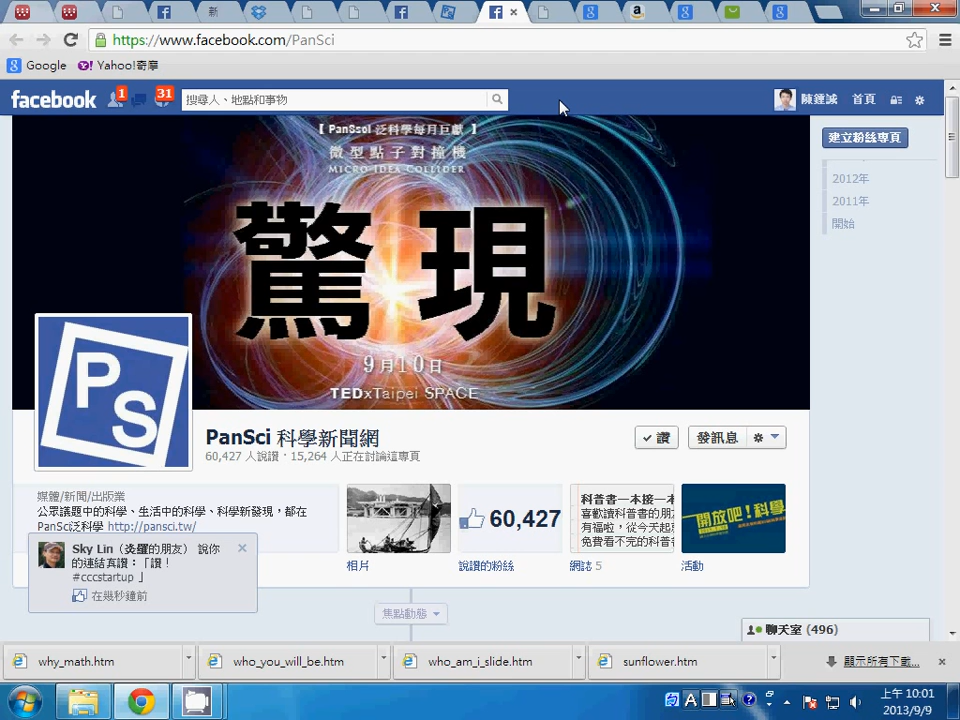 新
https://www.facebook.com/PanSci
Google Yahoo!奇摩
facebook 1 31 搜尋人、地點和事物 陳鍾誠 首頁
【 PanSsol 泛科學每月巨獻 】
微型點子對撞機
MICRO IDEA COLLIDER
驚現
9月10日
TEDxTaipei SPACE
建立粉絲專頁
2012年
2011年
開始
PS
PanSci 科學新聞網
60,427 人說讚 · 15,264 人正在討論這專頁
讚 發訊息
媒體/新聞/出版業
公眾議題中的科學、生活中的科學、科學新發現，都在
PanSci泛科學 http://pansci.tw/
60,427
科普書一本接一本
喜歡讀科普書的朋
有福啦，從今天起
免費看不完的科普
開放吧！科學
相片 說讚的粉絲 網誌 5 活動
Sky Lin（炎龍的朋友） 說你
的連結真讚：「讚！
#cccstartup 」
在幾秒鐘前
焦點動態
聊天室 (496)
why_math.htm who_you_will_be.htm who_am_i_slide.htm sunflower.htm 顯示所有下載...
上午 10:01
2013/9/9